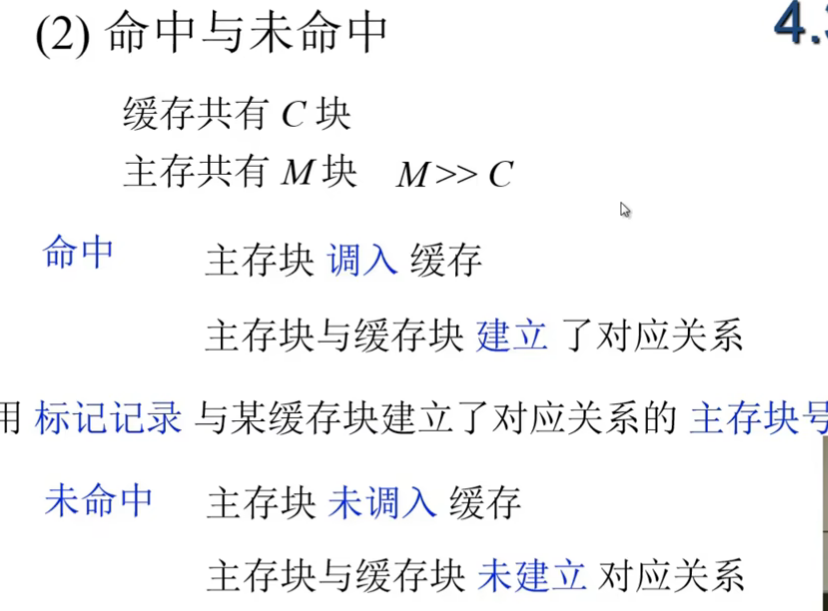 (2) 命中与未命中
4.
缓存共有 C 块
主存共有 M 块 M >> C
命中 主存块 调入 缓存
主存块与缓存块 建立 了对应关系
用 标记记录 与某缓存块建立了对应关系的 主存块号
未命中 主存块 未调入 缓存
主存块与缓存块 未建立 对应关系